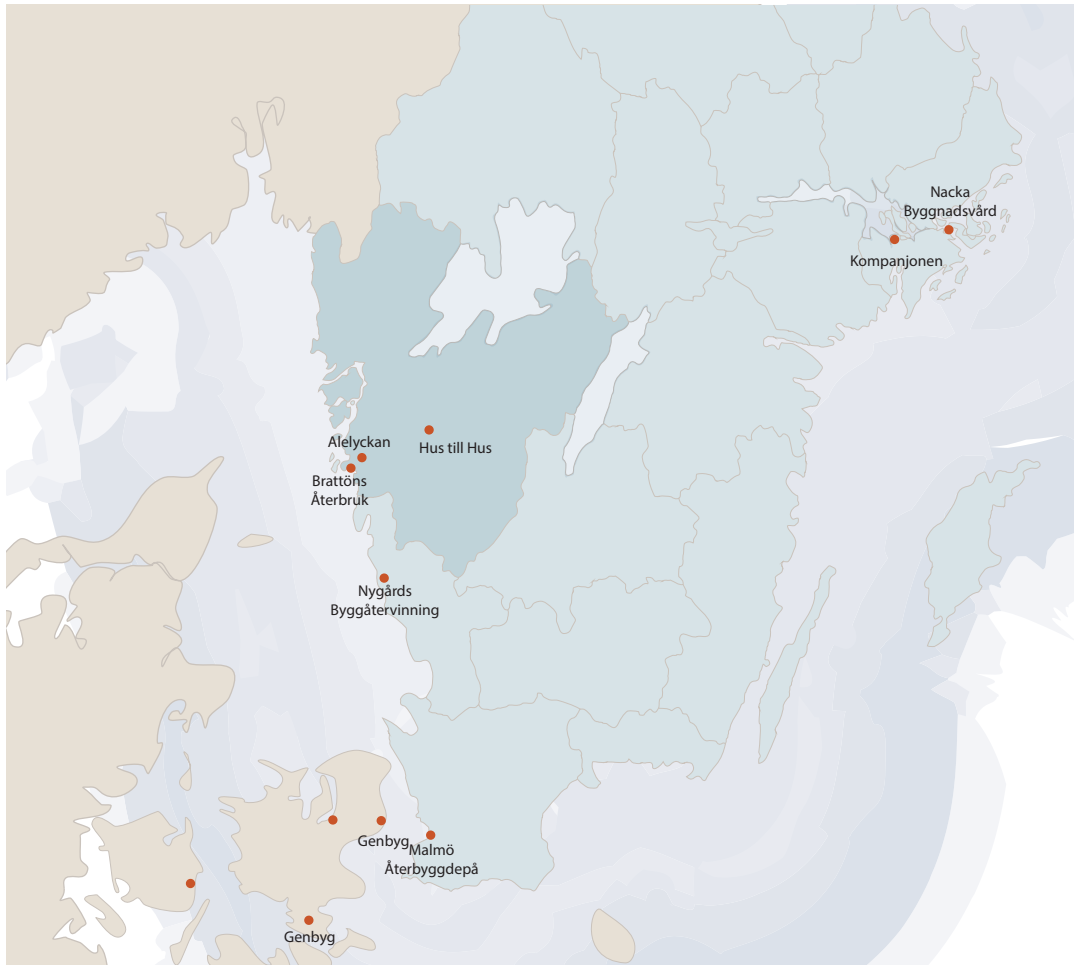 Nacka
Byggnadsvård
Kompanjonen
Alelyckan
Hus till Hus
Brattöns
Återbruk
Nygårds
Byggåtervinning
Genbyg
Malmö
Återbyggdepå
Genbyg